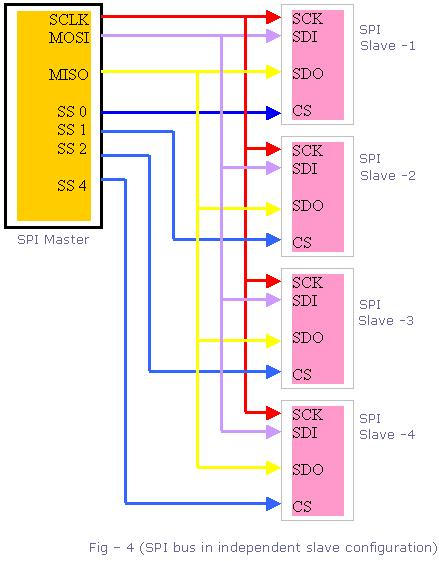 SCLK
MOSI
MISO
SS 0
SS 1
SS 2
SS 4
SPI Master
SCK
SDI
SDO
CS
SPI
Slave -1
SCK
SDI
SDO
CS
SPI
Slave -2
SCK
SDI
SDO
CS
SPI
Slave -3
SCK
SDI
SDO
CS
SPI
Slave -4
Fig - 4 (SPI bus in independent slave configuration)